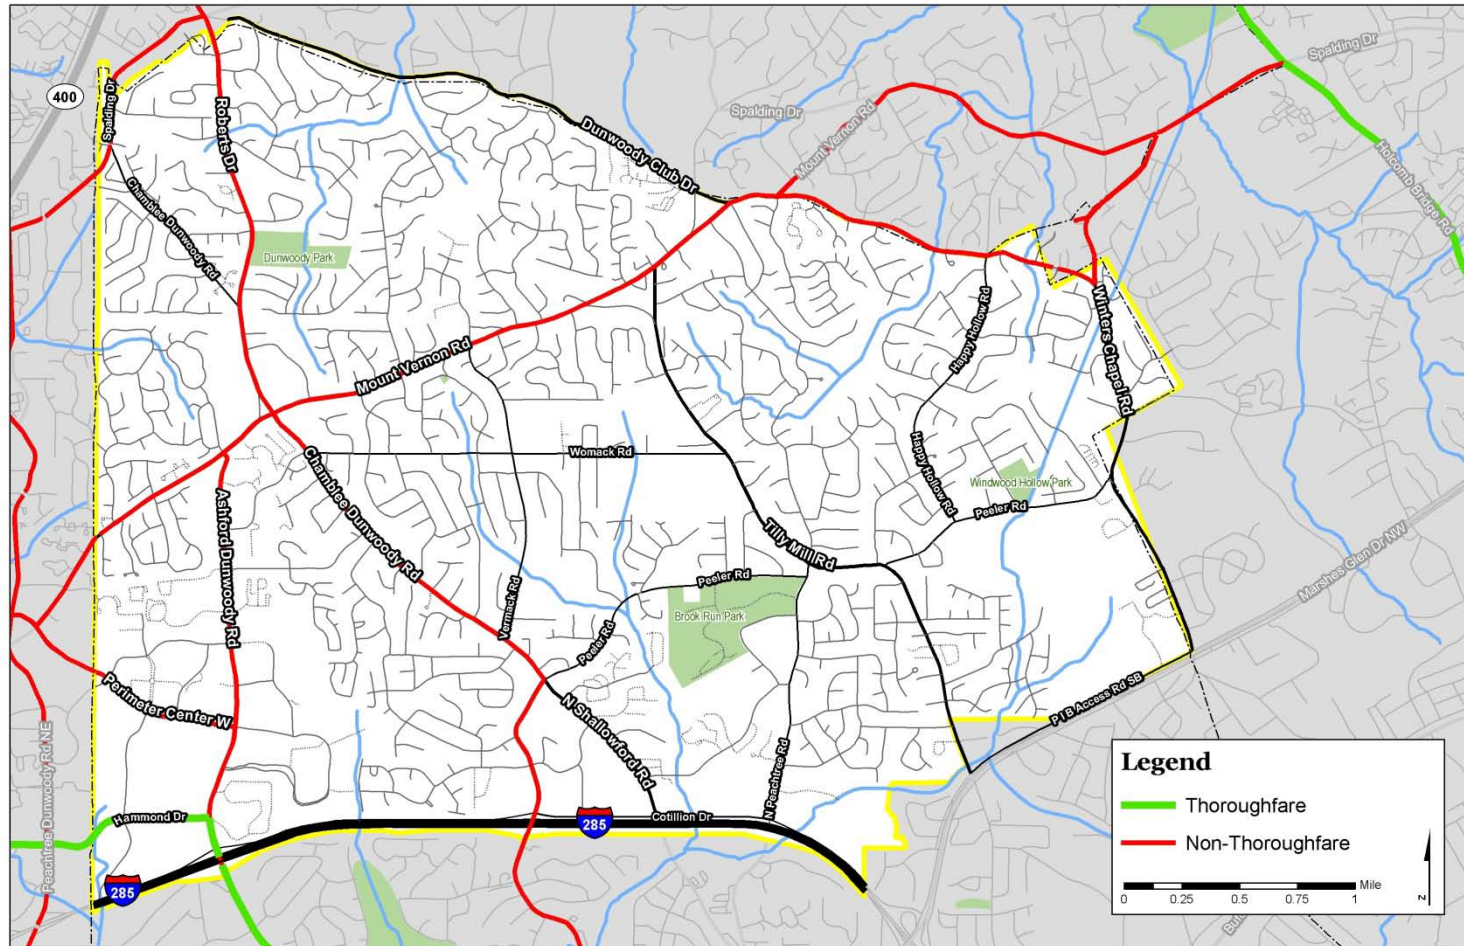 Spalding Dr
400
Spalding Dr
Roberts Dr
Spalding Dr
Mount Vernon Rd
Dunwoody Club Dr
Holcomb Bridge Rd
Chamblee Dunwoody Rd
Dunwoody Park
Happy Hollow Rd
Winters Chapel Rd
Mount Vernon Rd
Womack Rd
Happy Hollow Rd
Windwood Hollow Park
Peeler Rd
Chamblee Dunwoody Rd
Ashford Dunwoody Rd
Tilly Mill Rd
Marshes Glen Dr NW
Vermack Rd
Peeler Rd
Brook Run Park
Peeler Rd
Perimeter Center W
N Shallowford Rd
N Peachtree Rd
P I B Access Rd SB
Peachtree Dunwoody Rd NE
Hammond Dr
Cotillion Dr
285
285
Legend
Thoroughfare
Non-Thoroughfare
Mile
0 0.25 0.5 0.75 1
N